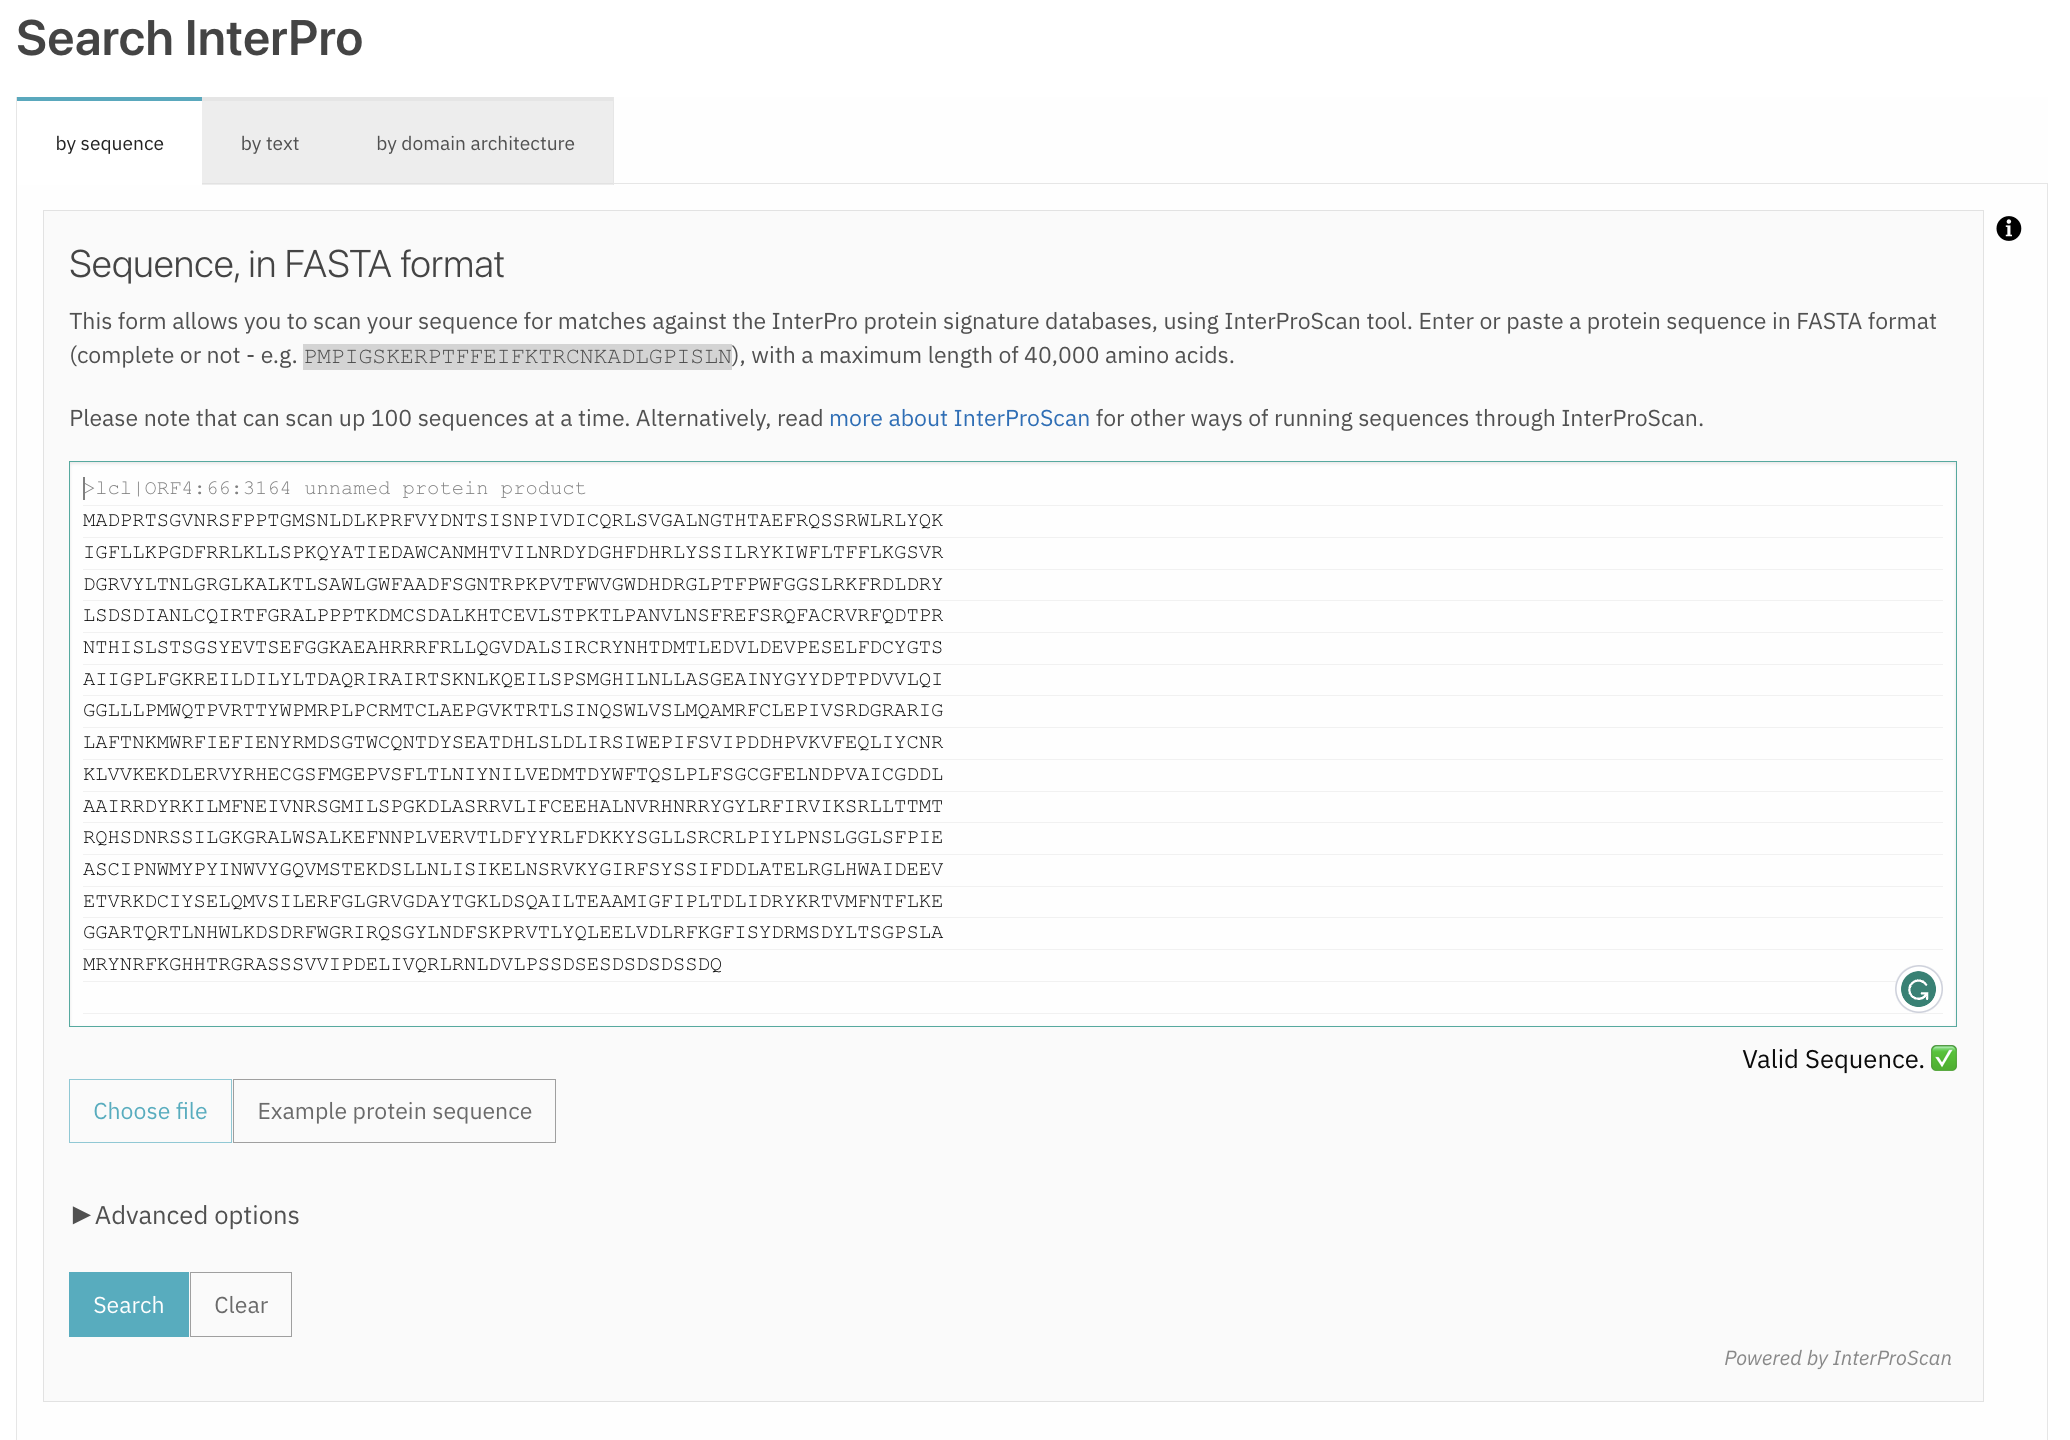 Search InterPro
by sequence
by text
by domain architecture
Sequence, in FASTA format
This form allows you to scan your sequence for matches against the InterPro protein signature databases, using InterProScan tool. Enter or paste a protein sequence in FASTA format
(complete or not - e.g. PMPIGSKERPTFFEIFKTRCNKADLGPISLN), with a maximum length of 40,000 amino acids.
Please note that can scan up 100 sequences at a time. Alternatively, read more about InterProScan for other ways of running sequences through InterProScan.
>lcl|ORF4:66:3164 unnamed protein product
MADPRTSGVNRSFPPTGMSNLDLKPRFVYDNTSISNPIVDICQRLSVGALNGTHTAEFRQSSRWLRLYQK
IGFLLKPGDFRRLKLLSPKQYATIEDAWCANMHTVILNRDYDGHFDHRLYSSILRYKIWFLTFFLKGSVR
DGRVYLTNLGRGLKALKTLSAWLGWFAADFSGNTRPKPVTFWVGWDHDRGLPTFPWFGGSLRKFRDLDRY
LSDSDIANLCQIRTFGRALPPPTKDMCSDALKHTCEVLSTPKTLPANVLNSFREFSRQFACRVRFQDTPR
NTHISLSTSGSYEVTSEFGGKAEAHRRRFRLLQGVDALSIRCRYNHTDMTLEDVLDEVPESELFDCYGTS
AIIGPLFGKREILDILYLTDAQRIRAIRTSKNLKQEILSPSMGHILNLLASGEAINYGYYDPTPDVVLQI
GGLLLPMWQTPVRTTYWPMRPLPCRMTCLAEPGVKTRTLSINQSWLVSLMQAMRFCLEPIVSRDGRARIG
LAFTNKMWRFIEFIENYRMDSGTWCQNTDYSEATDHLSLDLIRSIWEPIFSVIPDDHPVKVFEQLIYCNR
KLVVKEKDLERVYRHECGSFMGEPVSFLTLNIYNILVEDMTDYWFTQSLPLFSGCGFELNDPVAICGDDL
AAIRRDYRKILMFNEIVNRSGMILSPGKDLASRRVLIFCEEHALNVRHNRRYGYLRFIRVIKSRLLTTMT
RQHSDNRSSILGKGRALWSALKEFNNPLVERVTLDFYYRLFDKKYSGLLSRCRLPIYLPNSLGGLSFPIE
ASCIPNWMYPYINWVYGQVMSTEKDSLLNLISIKELNSRVKYGIRFSYSSIFDDLATELRGLHWAIDEEV
ETVRKDCIYSELQMVSILERFGLGRVGDAYTGKLDSQAILTEAAMIGFIPLTDLIDRYKRTVMFNTFLKE
GGARTQRTLNHWLKDSDRFWGRIRQSGYLNDFSKPRVTLYQLEELVDLRFKGFISYDRMSDYLTSGPSLA
MRYNRFKGHHTRGRASSSVVIPDELIVQRLRNLDVLPSSDSESDSDSDSSDQ
Valid Sequence. ✅
Choose file
Example protein sequence
▶Advanced options
Search
Clear
Powered by InterProScan